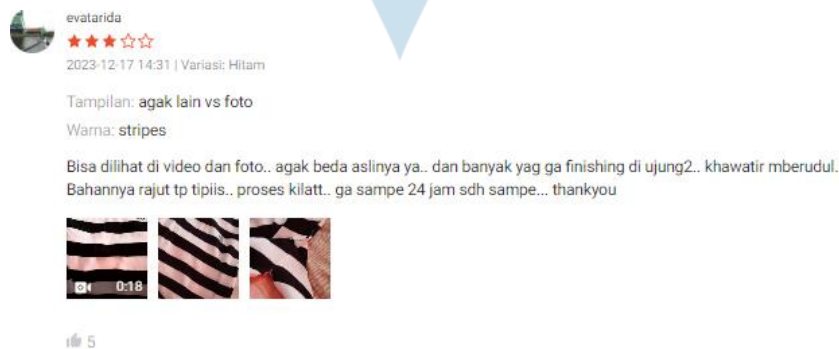 evatarida
2023-12-17 14:31 | Variasi: Hitam
Tampilan: agak lain vs foto
Warna: stripes
Bisa dilihat di video dan foto.. agak beda aslinya ya.. dan banyak yag ga finishing di ujung2.. khawatir mberudul.
Bahannya rajut tp tipiis.. proses kilatt.. ga sampe 24 jam sdh sampe... thankyou
0:18
5